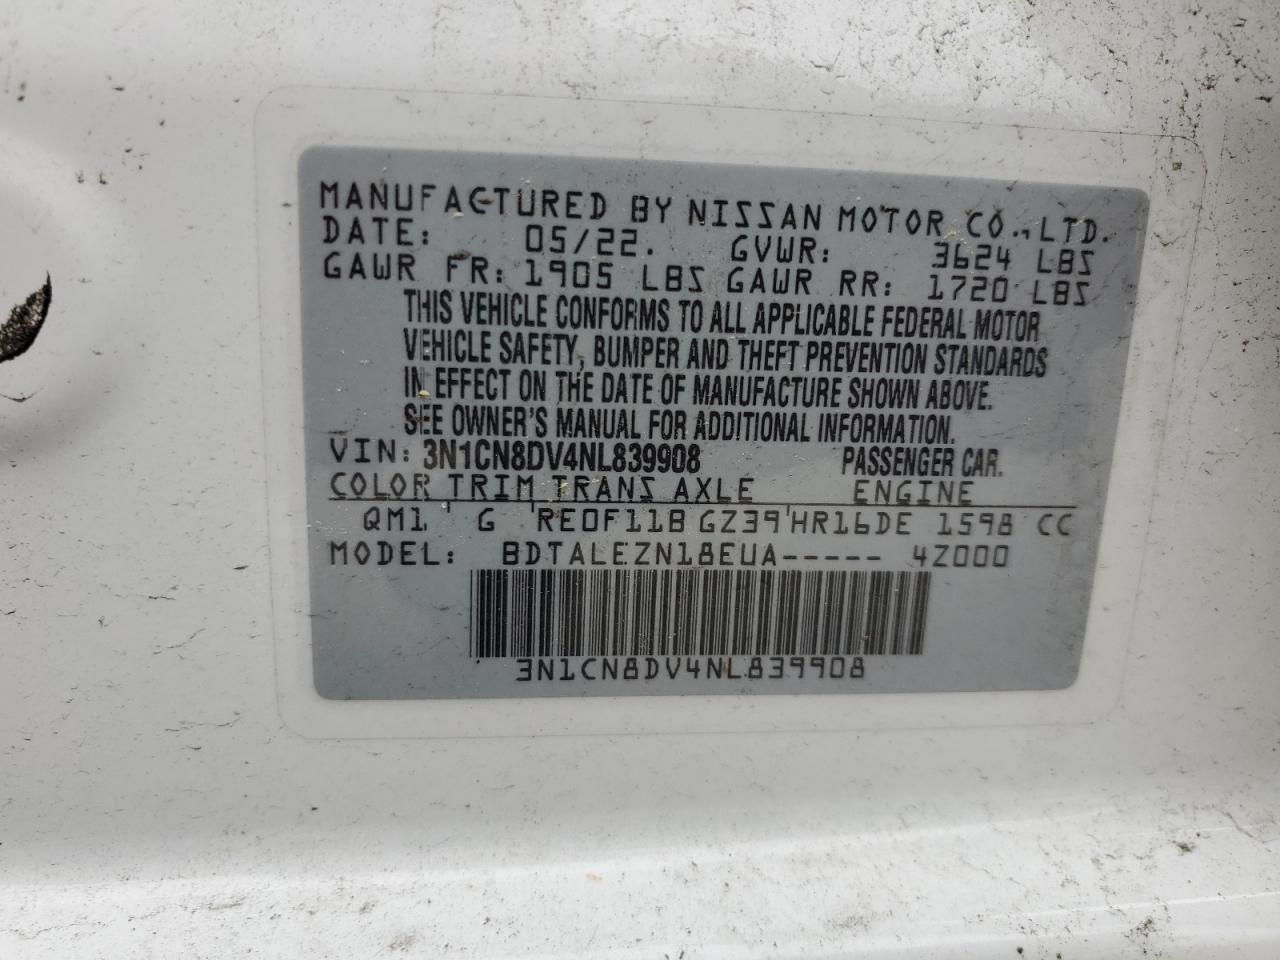 MANUFACTURED BY NISSAN MOTOR CO., LTD.
DATE: 05/22. GVWR: 3624 LBS
GAWR FR: 1905 LBS GAWR RR: 1720 LBS
THIS VEHICLE CONFORMS TO ALL APPLICABLE FEDERAL MOTOR
VEHICLE SAFETY, BUMPER AND THEFT PREVENTION STANDARDS
IN EFFECT ON THE DATE OF MANUFACTURE SHOWN ABOVE.
SEE OWNER'S MANUAL FOR ADDITIONAL INFORMATION.
VIN: 3N1CN8DV4NL839908 PASSENGER CAR.
COLOR TRIM TRANS AXLE ENGINE
QM1 ' G ' RE0F11B GZ39'HR16DE 1598 CC
MODEL: BDTALEZN18EUA----- 4Z000
3N1CN8DV4NL839908